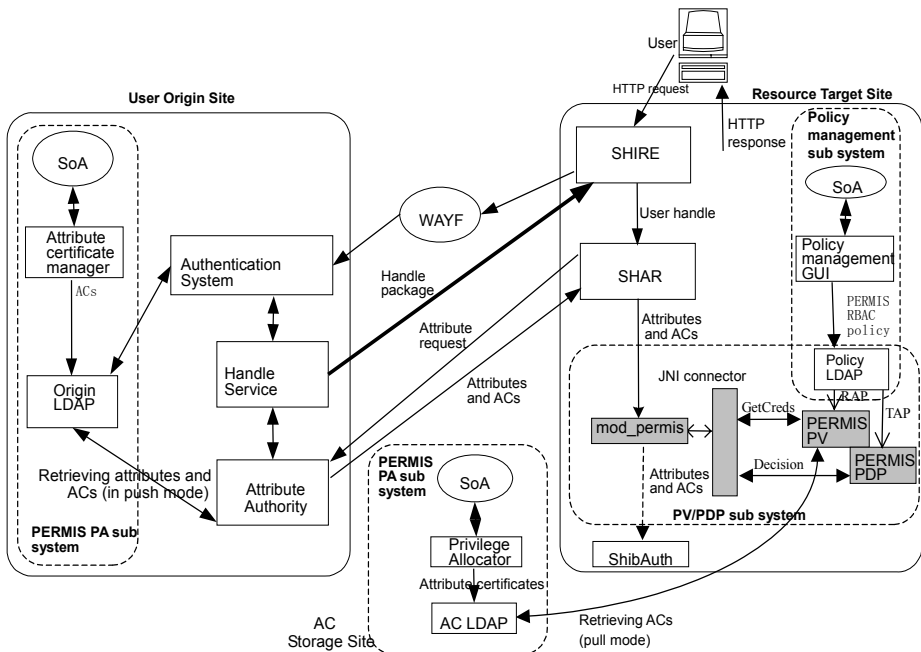 User
HTTP request
User Origin Site
Resource Target Site
SoA
Attribute
certificate
manager
ACs
Origin
LDAP
Retrieving attributes and
ACs (in push mode)
PERMIS PA sub
system
Authentication
System
Handle
Service
Attribute
Authority
WAYF
Handle
package
Attribute
request
Attributes
and ACs
SHIRE
HTTP
response
User handle
SHAR
Attributes
and ACs
Policy
management
sub system
SoA
Policy
management
GUI
PERMIS
RBAC
policy
Policy
LDAP
RAP
TAP
JNI connector
mod_permis
GetCreds
PERMIS
PV
Decision
PERMIS
PDP
Attributes
and ACs
PV/PDP sub system
ShibAuth
PERMIS
PA sub
system
SoA
Privilege
Allocator
Attribute certificates
AC LDAP
AC
Storage Site
Retrieving ACs
(pull mode)